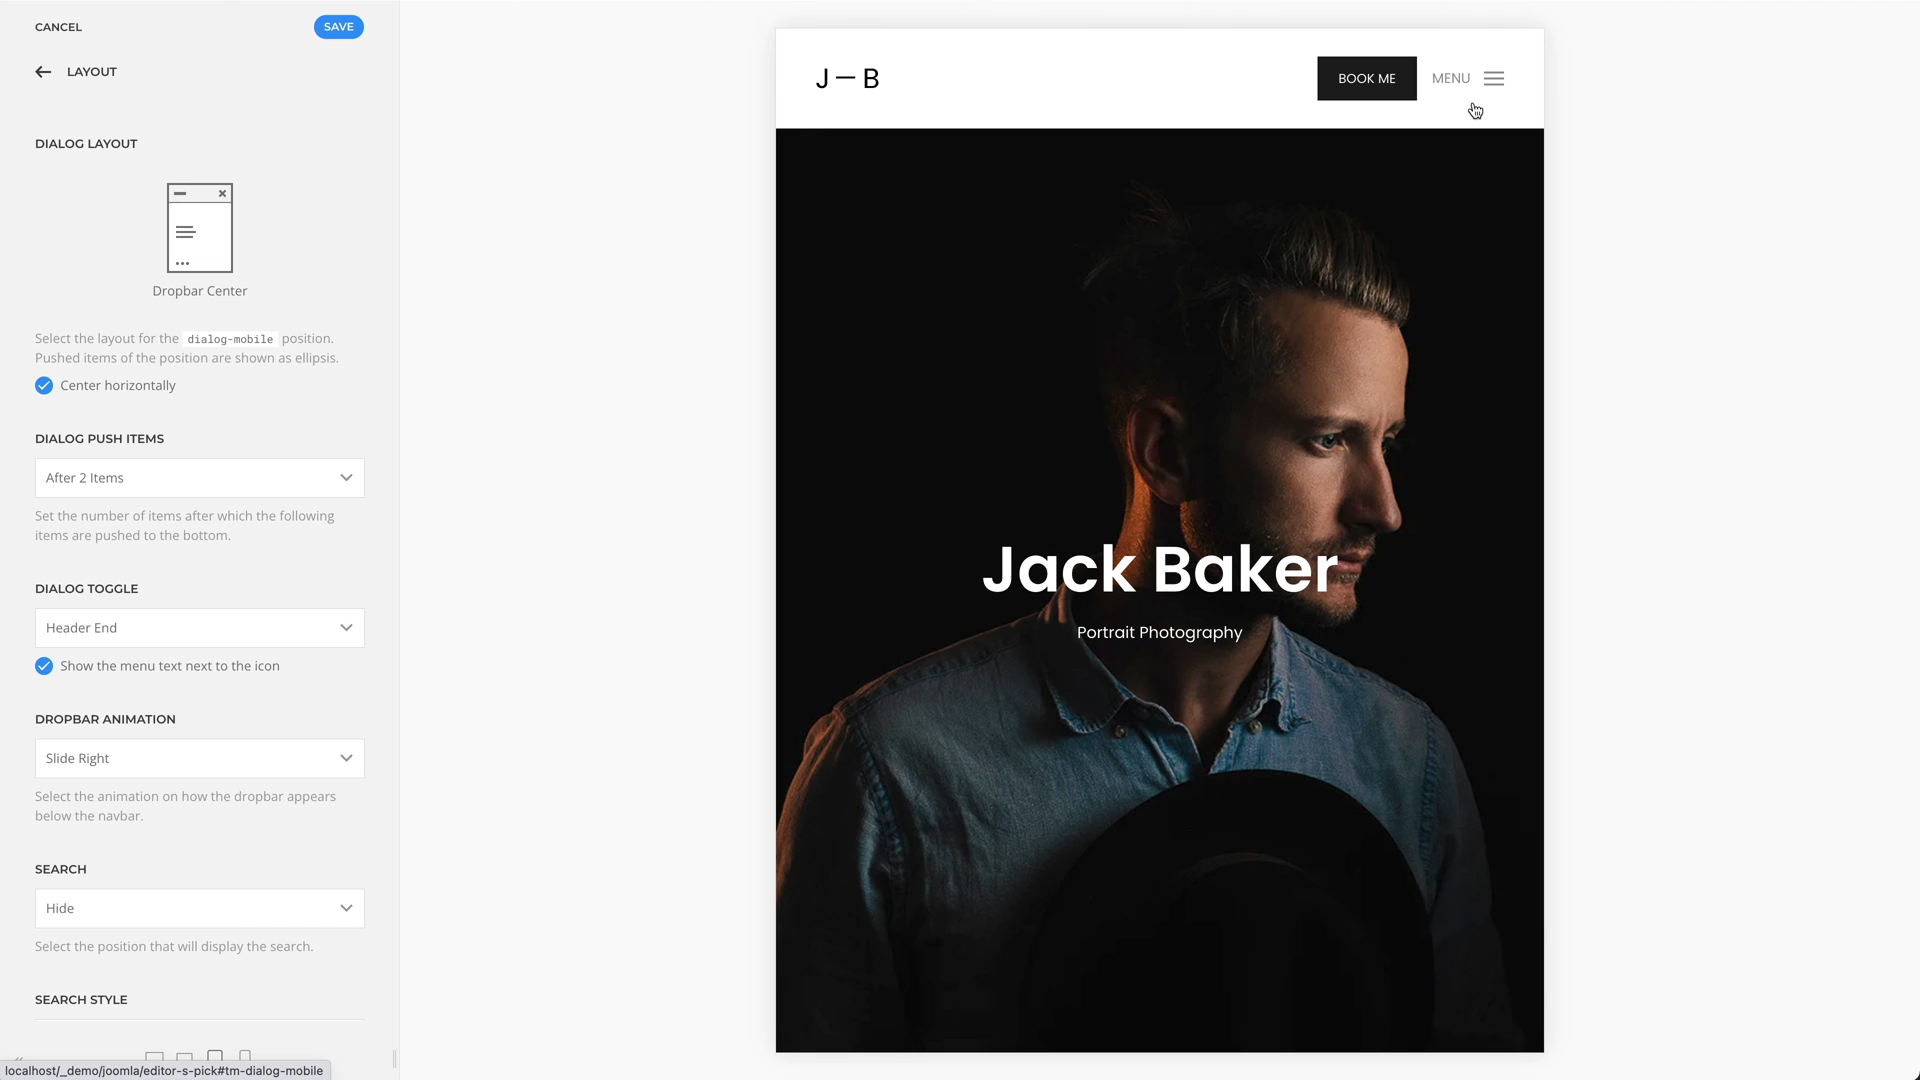 CANCEL
SAVE
LAYOUT
DIALOG LAYOUT
Dropbar Center
Select the layout for the dialog-mobile position.
Pushed items of the position are shown as ellipsis.
Center horizontally
DIALOG PUSH ITEMS
After 2 Items
Set the number of items after which the following
items are pushed to the bottom.
DIALOG TOGGLE
Header End
Show the menu text next to the icon
DROPBAR ANIMATION
Slide Right
Select the animation on how the dropbar appears
below the navbar.
SEARCH
Hide
Select the position that will display the search.
SEARCH STYLE
localhost/_demo/joomla/editor-s-pick#tm-dialog-mobile
J — B
BOOK ME
MENU
Jack Baker
Portrait Photography